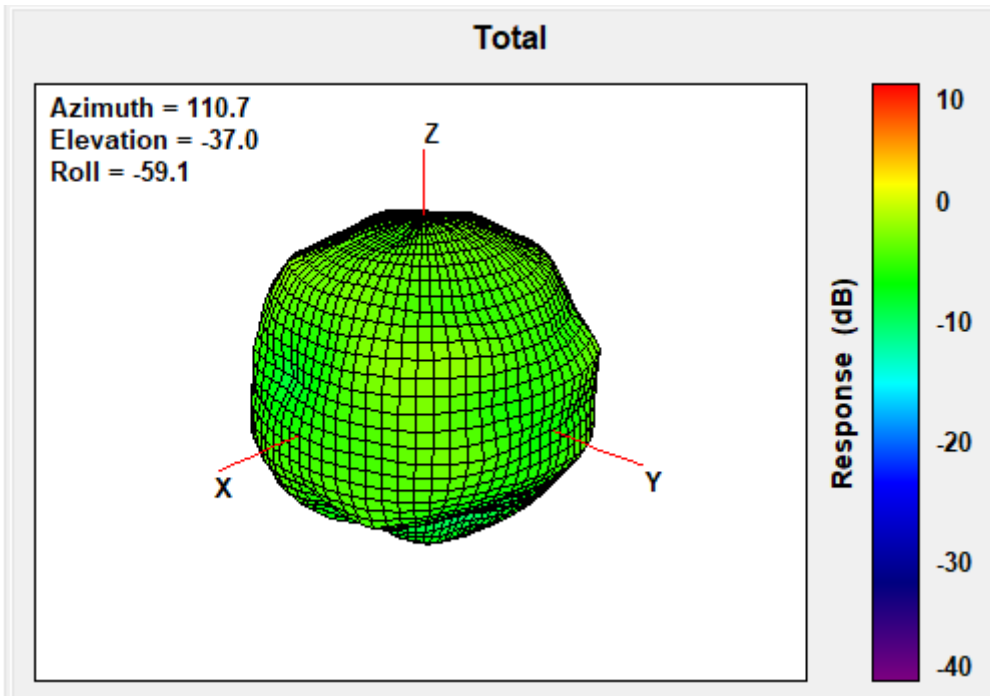 Total
Azimuth = 110.7
Elevation = -37.0
Roll = -59.1
Z
X
Y
Response (dB)
10
0
-10
-20
-30
-40